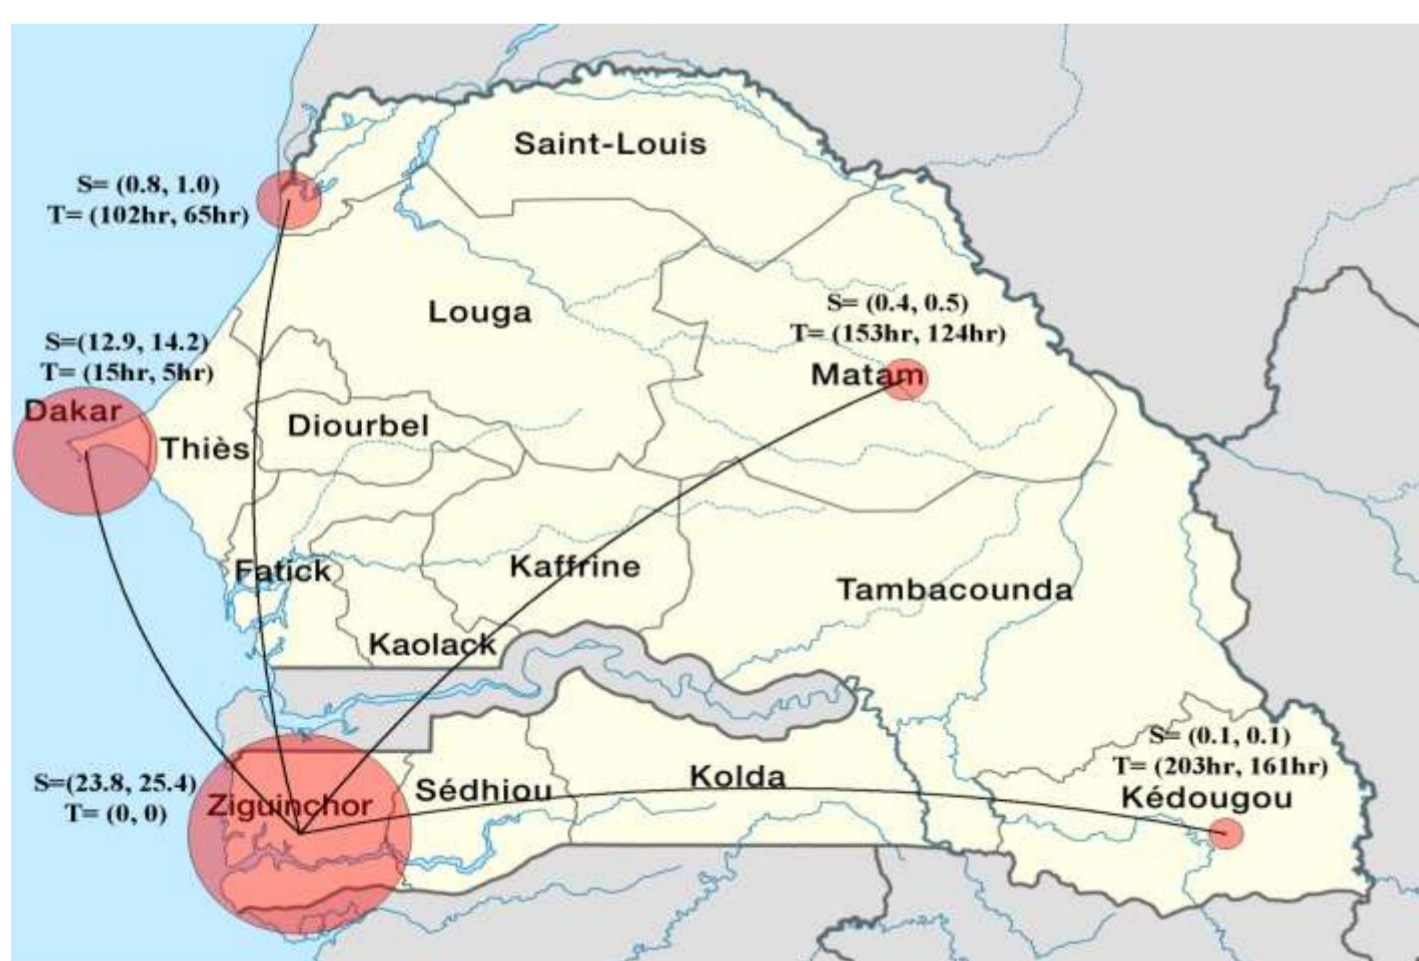 Saint-Louis
S= (0.8, 1.0)
T= (102hr, 65hr)
Louga
S= (0.4, 0.5)
T= (153hr, 124hr)
Matam
S=(12.9, 14.2)
T= (15hr, 5hr)
Dakar
Thiès
Diourbel
Fatick
Kaffrine
Tambacounda
Kaolack
S=(23.8, 25.4)
T= (0, 0)
Ziguinchor
Sédhiou
Kolda
S= (0.1, 0.1)
T= (203hr, 161hr)
Kédougou